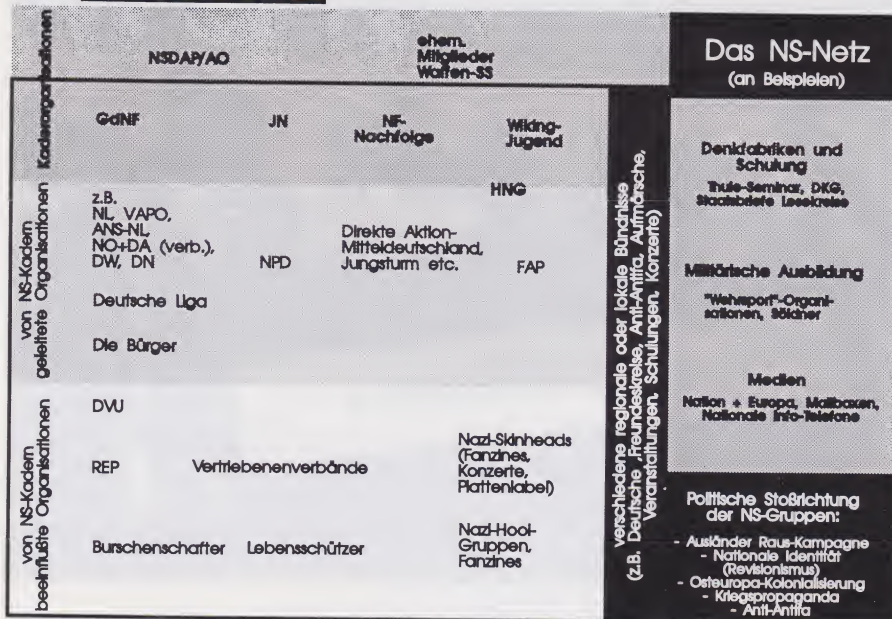 NSDAP/AO
ehem.
Mitglieder
Waffen-SS
Kaderorganisationen
GdNF
JN
NF-
Nachfolge
Wiking-
Jugend
HNG
von NS-Kadern
geleitete Organisationen
z.B.
NL, VAPO,
ANS-NL,
NO+DA (verb.),
DW, DN
NPD
Direkte Aktion-
Mitteldeutschland,
Jungsturm etc.
FAP
Deutsche Liga
Die Bürger
von NS-Kadern
beeinflußte Organisationen
DVU
REP
Vertriebenenverbände
Nazi-Skinheads
(Fanzines,
Konzerte,
Plattenlabel)
Burschenschafter
Lebensschützer
Nazi-Hool-
Gruppen,
Fanzines
verschiedene regionale oder lokale Bündnisse
(z.B. Deutsche Freundeskreise, Anti-Antifa, Aufmärsche,
Veranstaltungen, Schulungen, Konzerte)
Das NS-Netz
(an Beispielen)
Denkfabriken und
Schulung
Thule-Seminar, DKG,
Staatsbriefe Lesekreise
Militärische Ausbildung
"Wehrsport"-Organi-
sationen, Söldner
Medien
Nation + Europa, Mailboxen,
Nationale Info-Telefone
Politische Stoßrichtung
der NS-Gruppen:
- Ausländer Raus-Kampagne
- Nationale Identität
(Revisionismus)
- Osteuropa-Kolonialisierung
- Kriegspropaganda
- Anti-Antifa